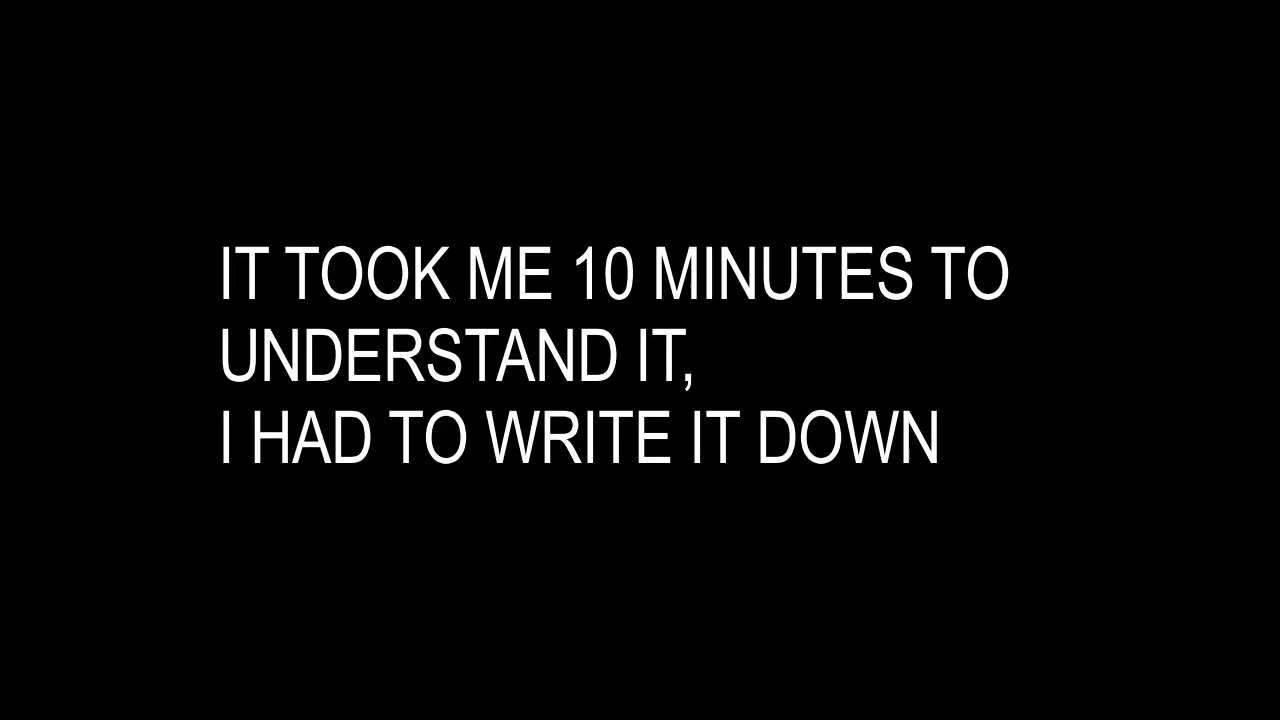 IT TOOK ME 10 MINUTES TO
UNDERSTAND IT,
I HAD TO WRITE IT DOWN